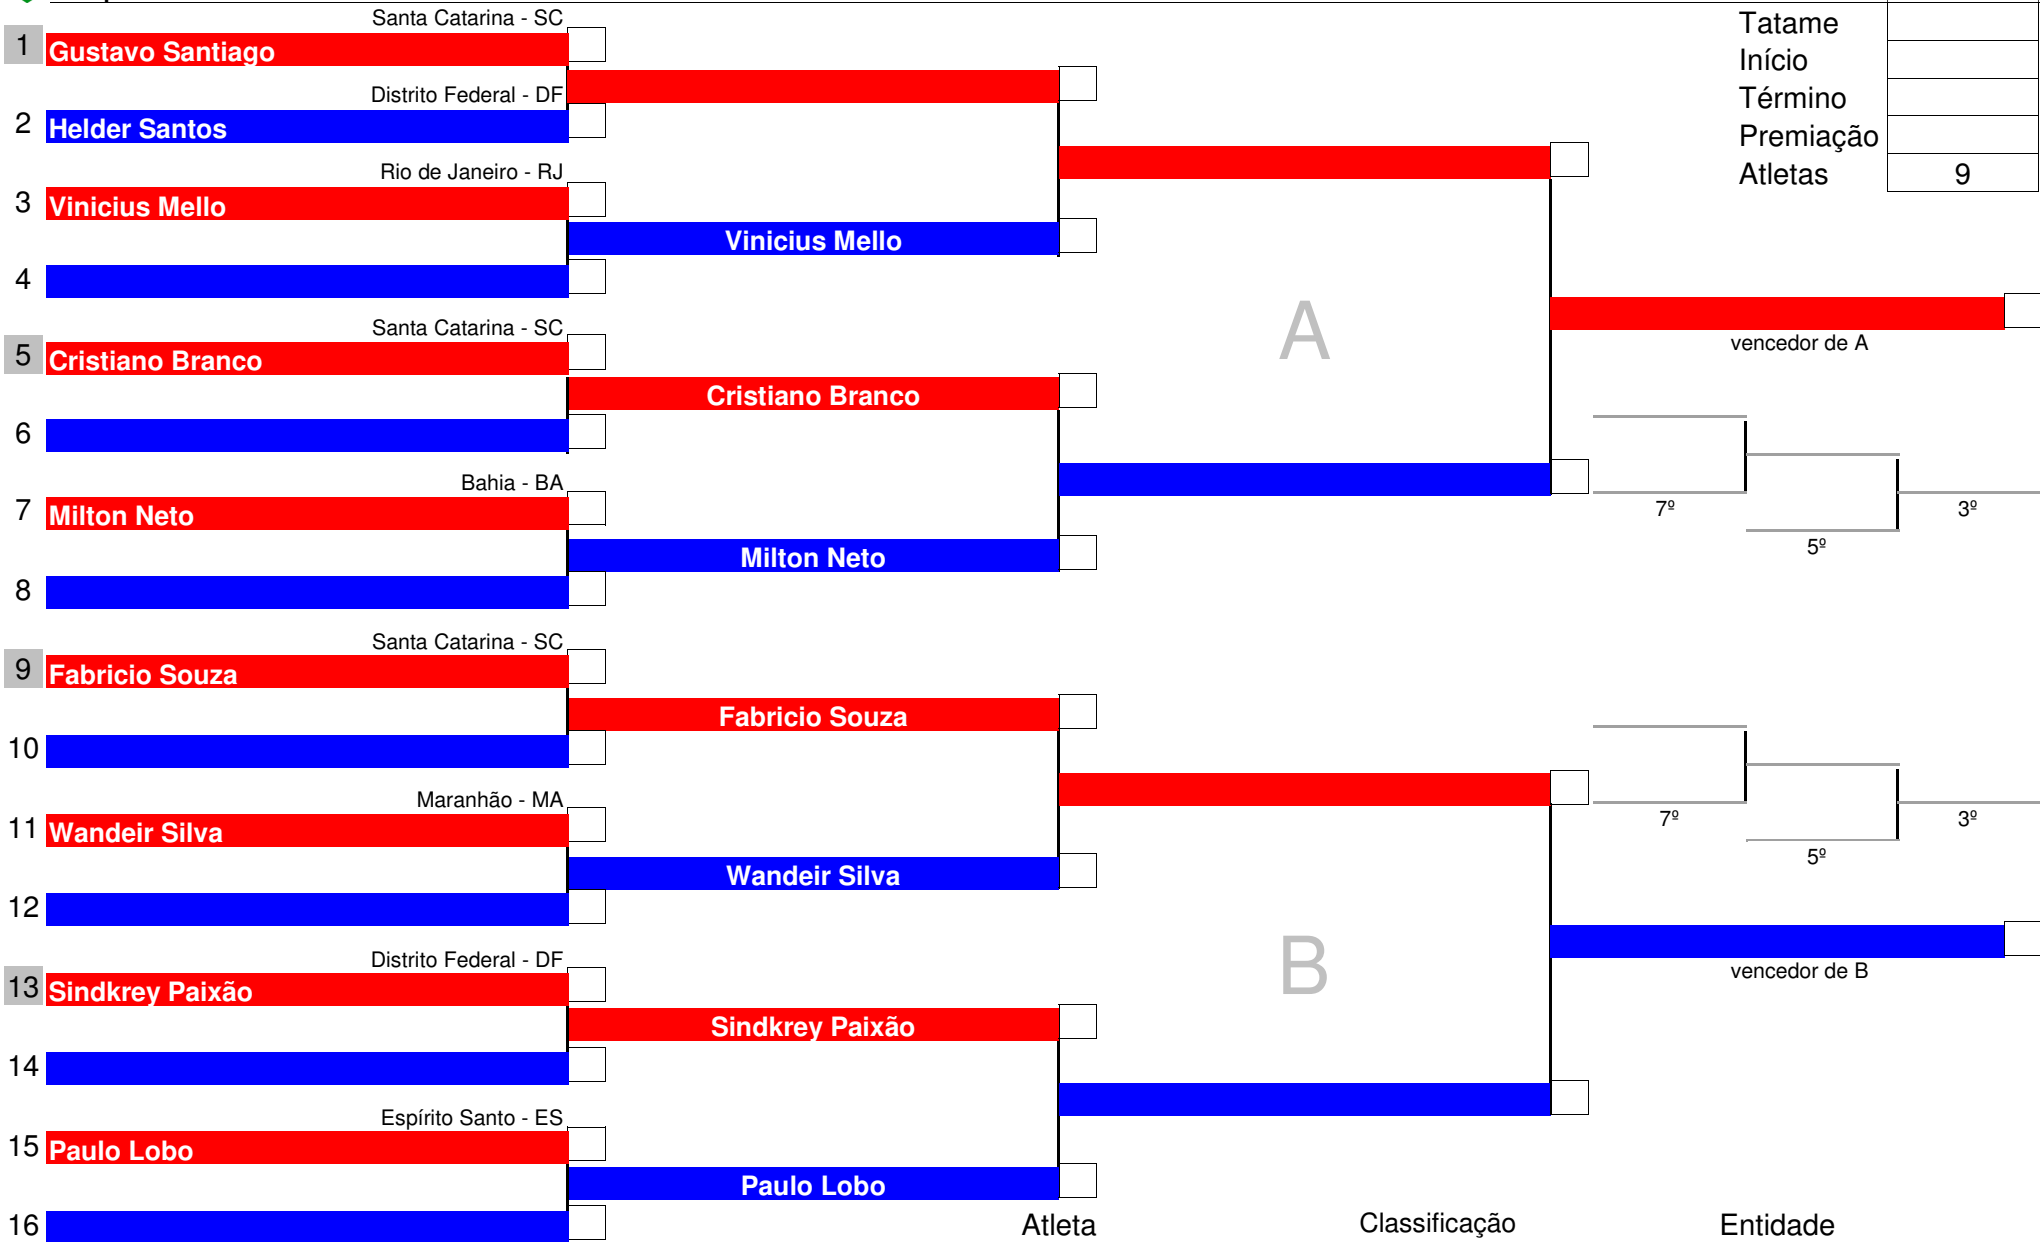 Santa Catarina - SC
1 Gustavo Santiago
Distrito Federal - DF
2 Helder Santos
Rio de Janeiro - RJ
3 Vinicius Mello
Vinicius Mello
4
Santa Catarina - SC
5 Cristiano Branco
Cristiano Branco
6
Bahia - BA
7 Milton Neto
Milton Neto
8
Santa Catarina - SC
9 Fabricio Souza
Fabricio Souza
10
Maranhão - MA
11 Wandeir Silva
Wandeir Silva
12
Distrito Federal - DF
13 Sindkrey Paixão
Sindkrey Paixão
14
Espírito Santo - ES
15 Paulo Lobo
Paulo Lobo
16
A
B
Tatame
Início
Término
Premiação
Atletas 9
vencedor de A
7º 3º
5º
7º 3º
5º
vencedor de B
Atleta Classificação Entidade